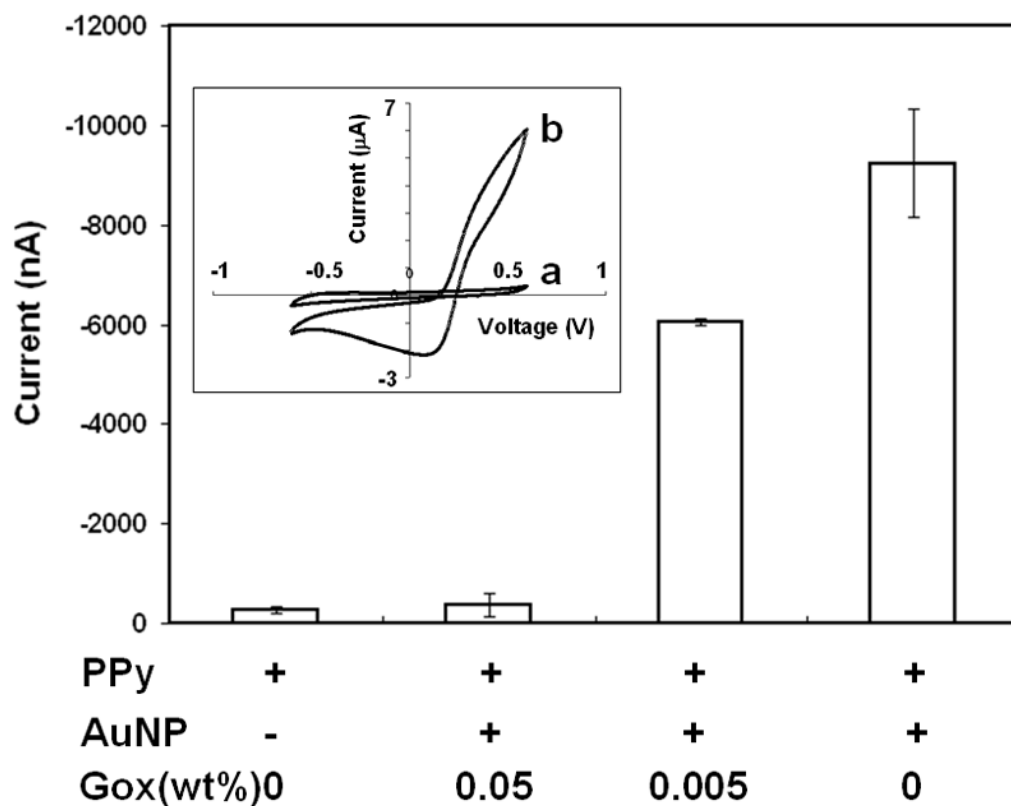 -12000
-10000
-8000
-6000
-4000
-2000
0
Current (nA)
7
b
Current (μA)
-1 -0.5 0 0.5 a 1
0
Voltage (V)
-3
PPy + + + +
AuNP - + + +
Gox(wt%)0 0.05 0.005 0